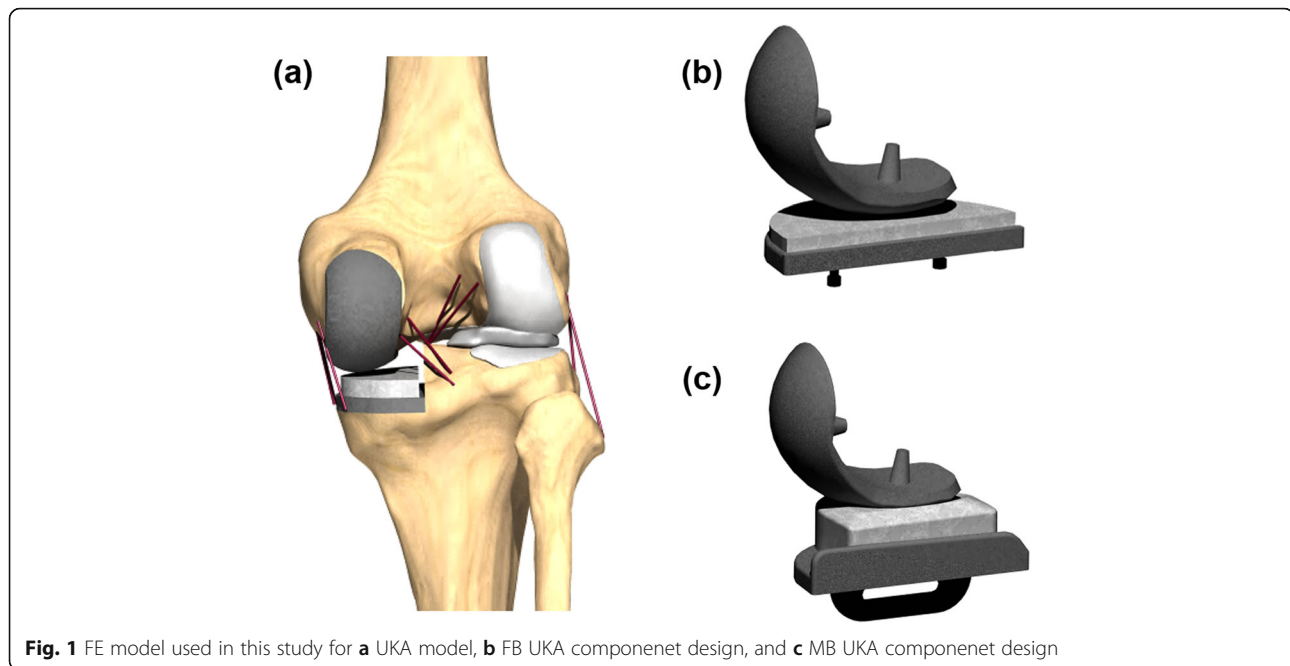 (a)
(b)
(c)
Fig. 1 FE model used in this study for a UKA model, b FB UKA componenet design, and c MB UKA componenet design